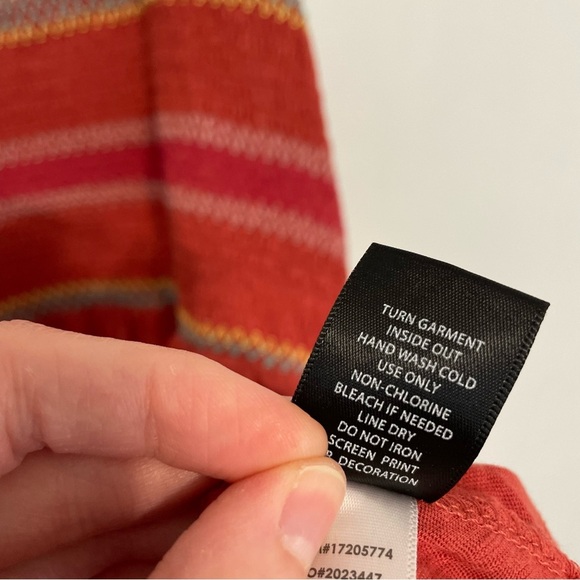 TURN GARMENT
INSIDE OUT
HAND WASH COLD
USE ONLY
NON-CHLORINE
BLEACH IF NEEDED
LINE DRY
DO NOT IRON
SCREEN PRINT
DECORATION
#17205774
O#2023447